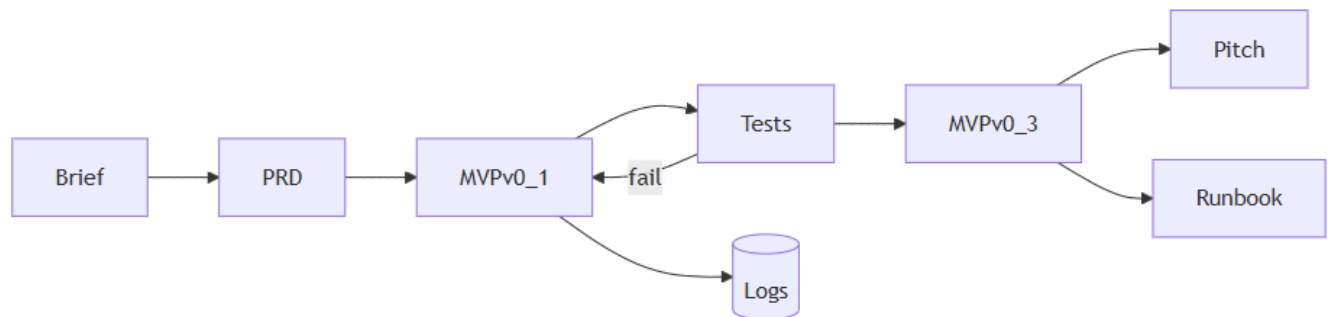 Brief
PRD
MVPv0_1
fail
Tests
Logs
MVPv0_3
Pitch
Runbook